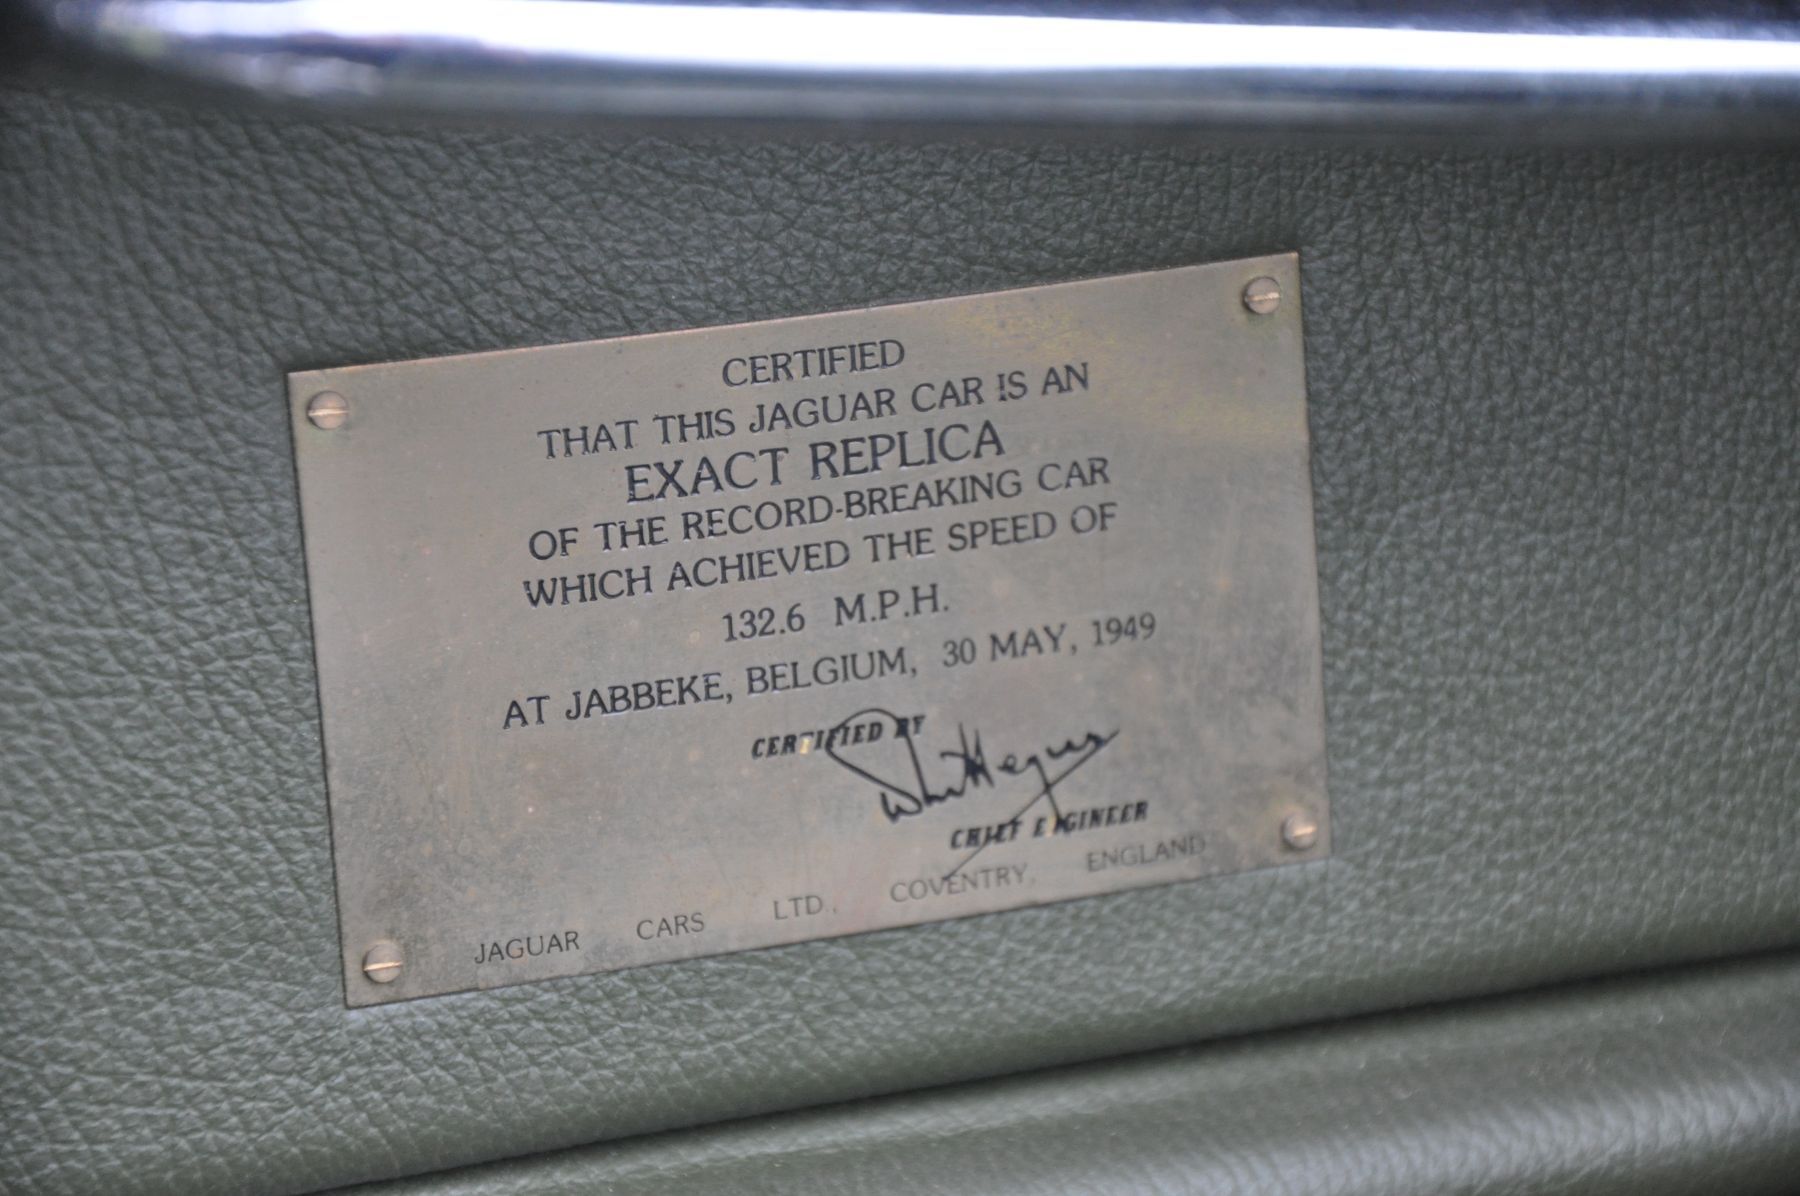 CERTIFIED
THAT THIS JAGUAR CAR IS AN
EXACT REPLICA
OF THE RECORD-BREAKING CAR
WHICH ACHIEVED THE SPEED OF
132.6 M.P.H.
AT JABBEKE, BELGIUM, 30 MAY, 1949
CERTIFIED BY
CHIEF ENGINEER
JAGUAR CARS LTD., COVENTRY, ENGLAND